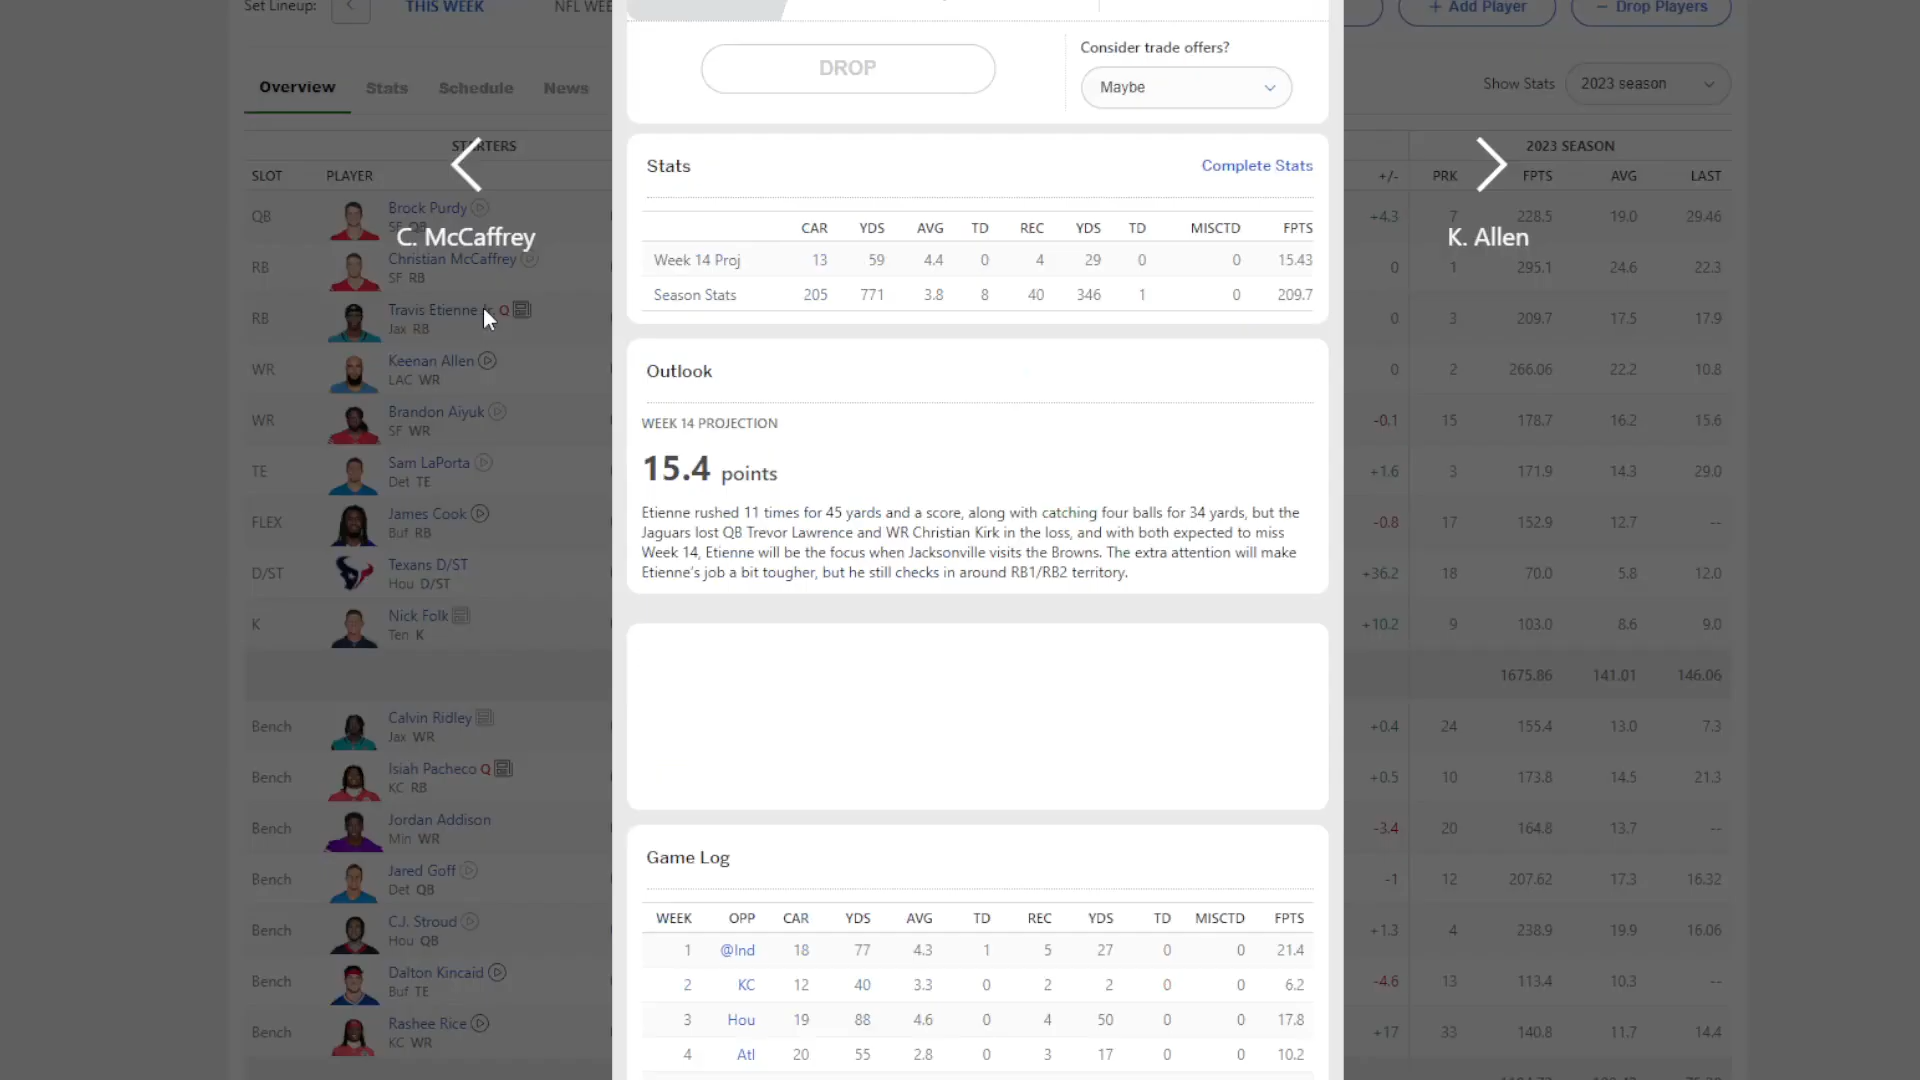 Set Lineup:
THIS WEEK
NFL WEE
+ Add Player
− Drop Players
Overview
Stats
Schedule
News
Show Stats
2023 season
DROP
Consider trade offers?
Maybe
STARTERS
SLOT PLAYER
QB Brock Purdy
SF QB
C. McCaffrey
RB Christian McCaffrey
SF RB
RB Travis Etienne Jr. Q
Jax RB
WR Keenan Allen
LAC WR
WR Brandon Aiyuk
SF WR
TE Sam LaPorta
Det TE
FLEX James Cook
Buf RB
D/ST Texans D/ST
Hou D/ST
K Nick Folk
Ten K
Bench Calvin Ridley
Jax WR
Bench Isiah Pacheco Q
KC RB
Bench Jordan Addison
Min WR
Bench Jared Goff
Det QB
Bench C.J. Stroud
Hou QB
Bench Dalton Kincaid
Buf TE
Bench Rashee Rice
KC WR
Stats
Complete Stats
CAR YDS AVG TD REC YDS TD MISCTD FPTS
Week 14 Proj 13 59 4.4 0 4 29 0 0 15.43
Season Stats 205 771 3.8 8 40 346 1 0 209.7
Outlook
WEEK 14 PROJECTION
15.4 points
Etienne rushed 11 times for 45 yards and a score, along with catching four balls for 34 yards, but the
Jaguars lost QB Trevor Lawrence and WR Christian Kirk in the loss, and with both expected to miss
Week 14, Etienne will be the focus when Jacksonville visits the Browns. The extra attention will make
Etienne's job a bit tougher, but he still checks in around RB1/RB2 territory.
Game Log
WEEK OPP CAR YDS AVG TD REC YDS TD MISCTD FPTS
1 @Ind 18 77 4.3 1 5 27 0 0 21.4
2 KC 12 40 3.3 0 2 2 0 0 6.2
3 Hou 19 88 4.6 0 4 50 0 0 17.8
4 Atl 20 55 2.8 0 3 17 0 0 10.2
2023 SEASON
+/- PRK FPTS AVG LAST
+4.3 7 228.5 19.0 29.46
K. Allen
0 1 295.1 24.6 22.3
0 3 209.7 17.5 17.9
0 2 266.06 22.2 10.8
-0.1 15 178.7 16.2 15.6
+1.6 3 171.9 14.3 29.0
-0.8 17 152.9 12.7 --
+36.2 18 70.0 5.8 12.0
+10.2 9 103.0 8.6 9.0
1675.86 141.01 146.06
+0.4 24 155.4 13.0 7.3
+0.5 10 173.8 14.5 21.3
-3.4 20 164.8 13.7 --
-1 12 207.62 17.3 16.32
+1.3 4 238.9 19.9 16.06
-4.6 13 113.4 10.3 --
+17 33 140.8 11.7 14.4